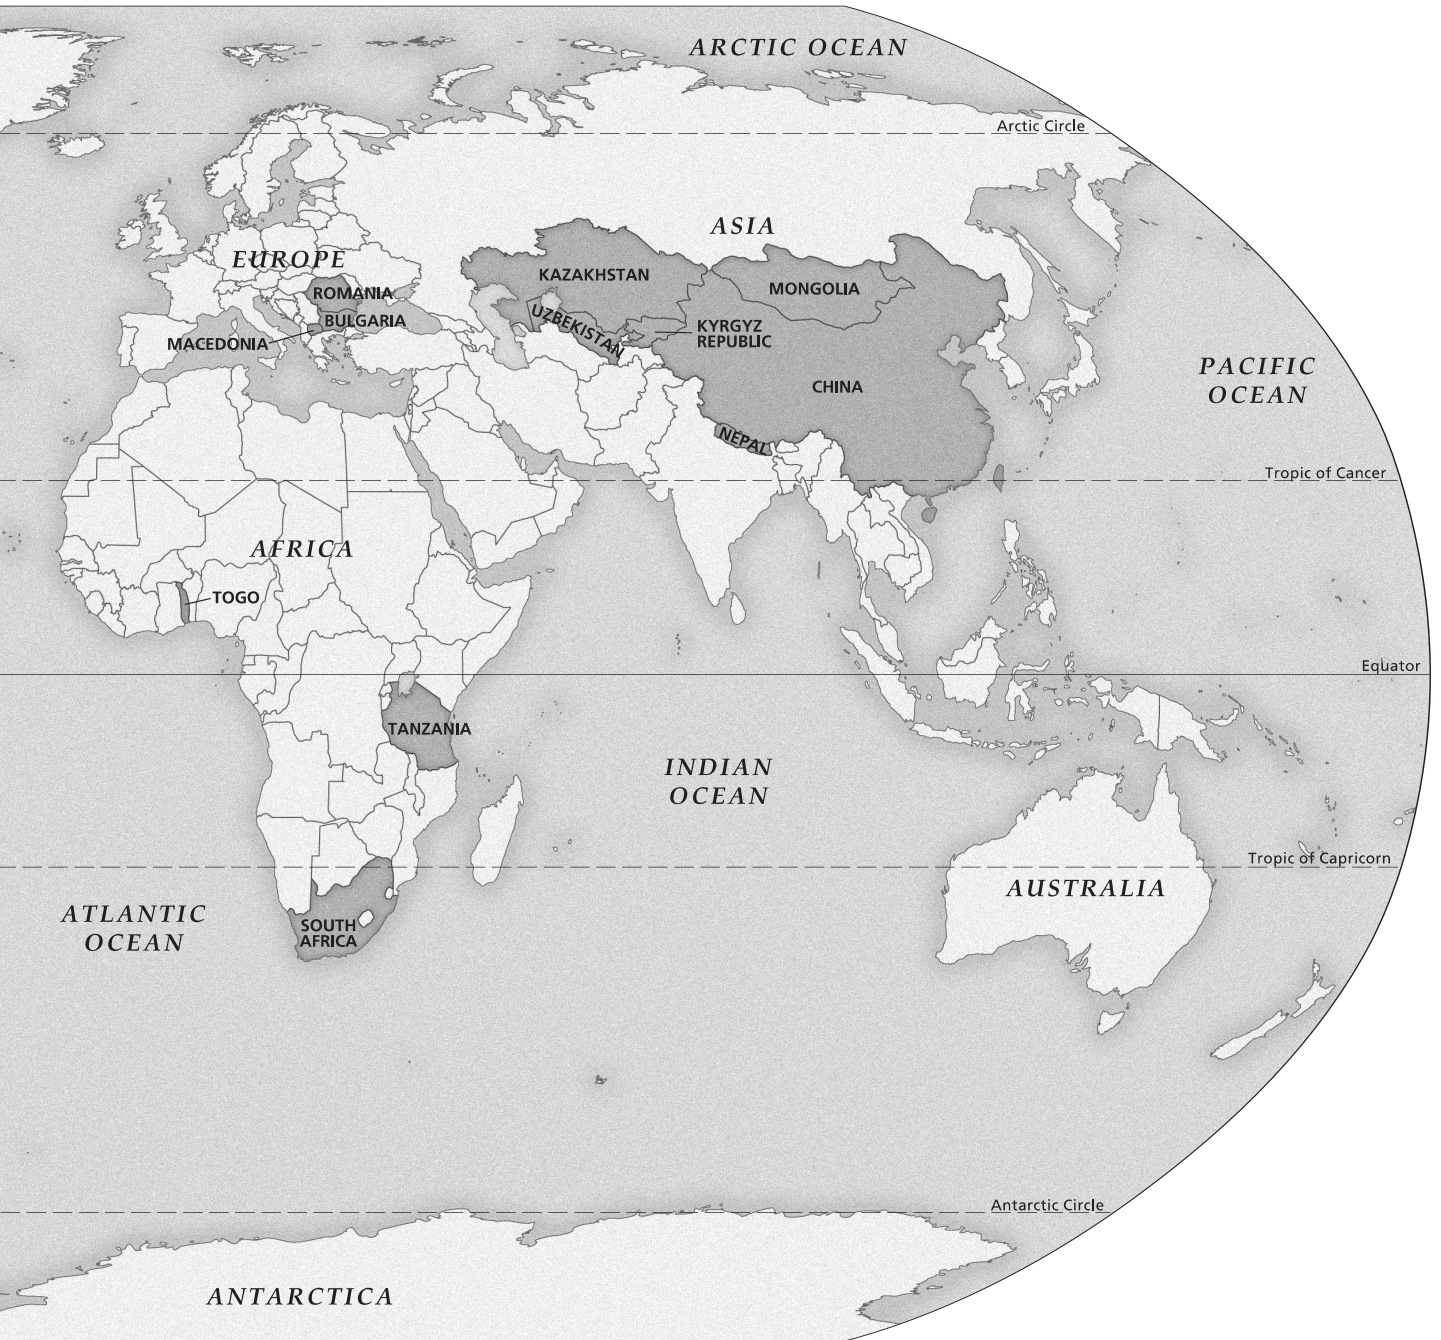 ARCTIC OCEAN
Arctic Circle
ASIA
EUROPE
KAZAKHSTAN
MONGOLIA
ROMANIA
BULGARIA
UZBEKISTAN
KYRGYZ
REPUBLIC
MACEDONIA
PACIFIC
OCEAN
CHINA
NEPAL
Tropic of Cancer
AFRICA
TOGO
Equator
TANZANIA
INDIAN
OCEAN
Tropic of Capricorn
AUSTRALIA
ATLANTIC
OCEAN
SOUTH
AFRICA
Antarctic Circle
ANTARCTICA